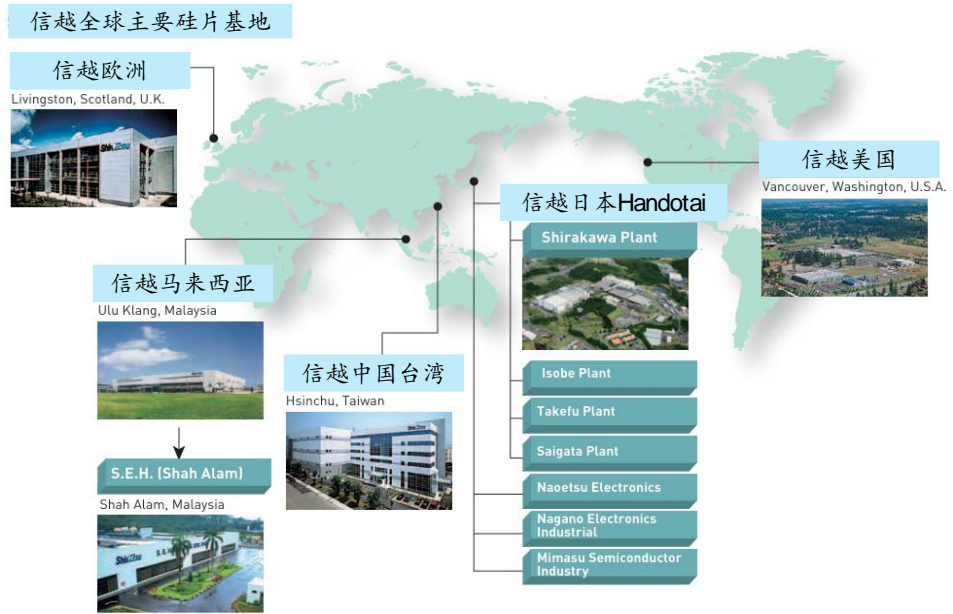 信越全球主要硅片基地
信越欧洲
Livingston, Scotland, U.K.
信越美国
Vancouver, Washington, U.S.A.
信越日本Handotai
Shirakawa Plant
Isobe Plant
Takefu Plant
Saigata Plant
Naoetsu Electronics
Nagano Electronics
Industrial
Mimasu Semiconductor
Industry
信越马来西亚
Ulu Klang, Malaysia
S.E.H. (Shah Alam)
Shah Alam, Malaysia
信越中国台湾
Hsinchu, Taiwan